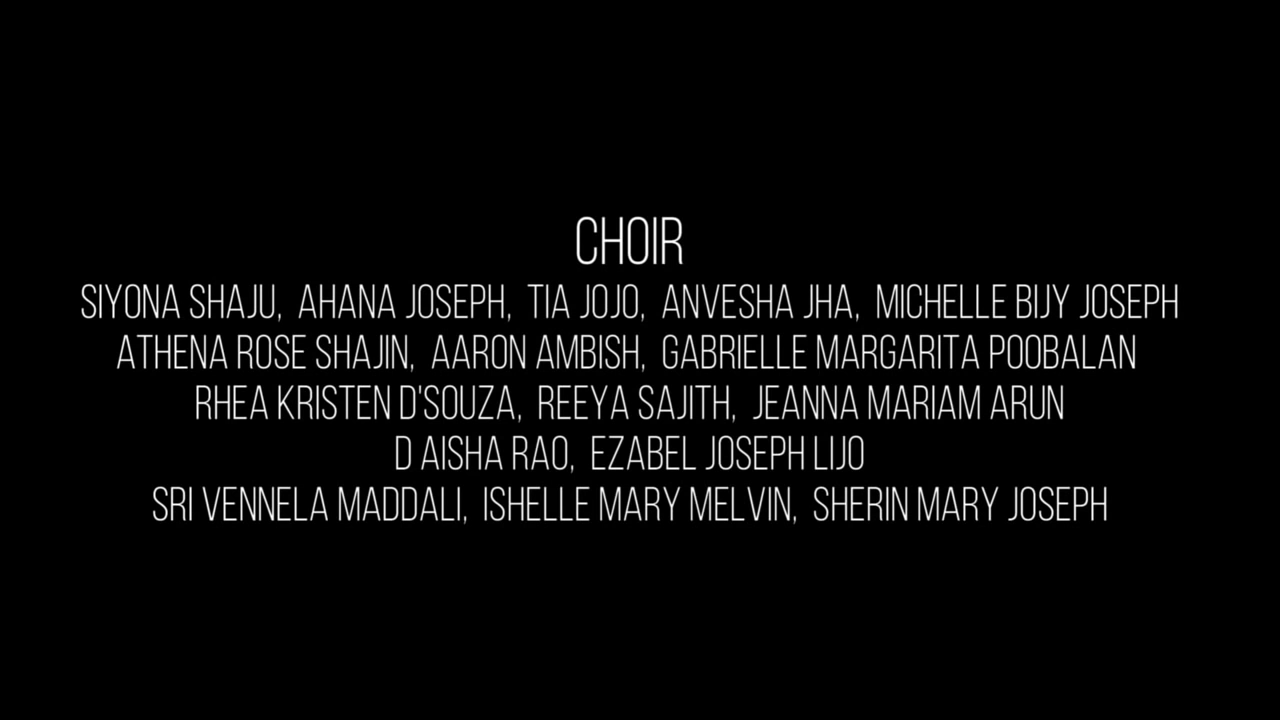 CHOIR
SIYONA SHAJU, AHANA JOSEPH, TIA JOJO, ANVESHA JHA, MICHELLE BIJY JOSEPH
ATHENA ROSE SHAJIN, AARON AMBISH, GABRIELLE MARGARITA POOBALAN
RHEA KRISTEN D'SOUZA, REEYA SAJITH, JEANNA MARIAM ARUN
D AISHA RAO, EZABEL JOSEPH LIJO
SRI VENNELA MADDALI, ISHELLE MARY MELVIN, SHERIN MARY JOSEPH